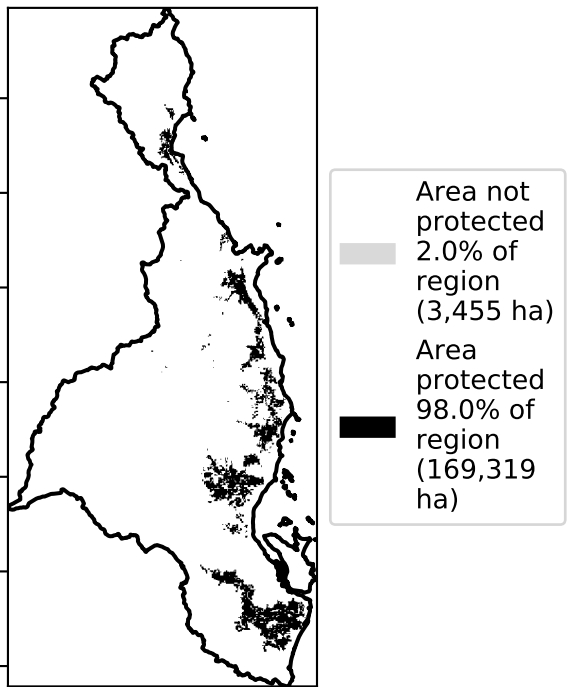 Area not
protected
2.0% of
region
(3,455 ha)
Area
protected
98.0% of
region
(169,319
ha)